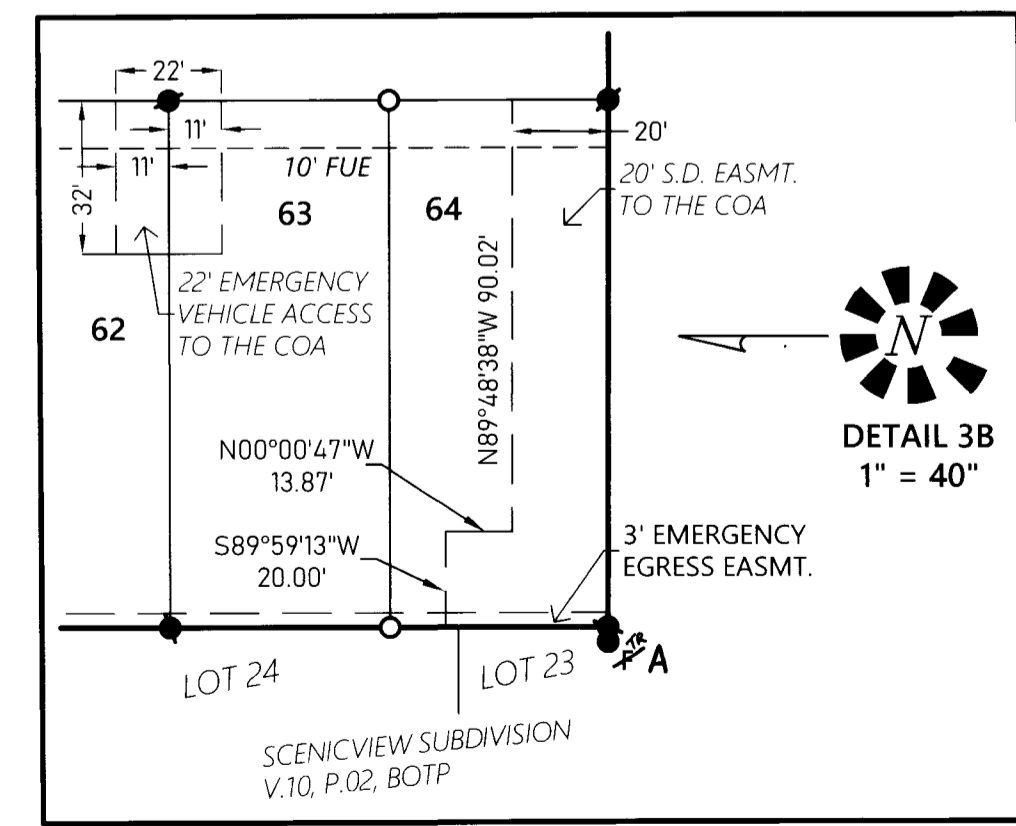 22'
11'
11'
32'
20'
10' FUE
63
64
62
20' S.D. EASMT.
TO THE COA
22' EMERGENCY
VEHICLE ACCESS
TO THE COA
N89°48'38"W 90.02'
N
DETAIL 3B
1" = 40"
N00°00'47"W
13.87'
S89°59'13"W
20.00'
3' EMERGENCY
EGRESS EASMT.
TR
F A
LOT 24
LOT 23
SCENICVIEW SUBDIVISION
V.10, P.02, BOTP